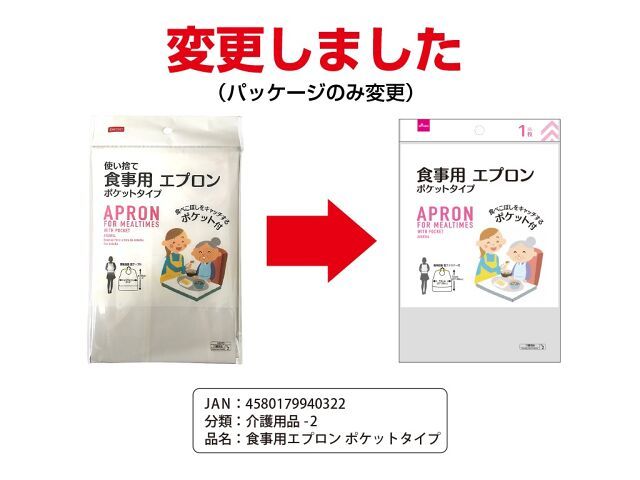 変更しました
（パッケージのみ変更）
使い捨て
食事用 エプロン
ポケットタイプ
APRON
FOR MEALTIMES
WITH POCKET
食べこぼしをキャッチする
ポケット付
1
食事用 エプロン
ポケットタイプ
APRON
FOR MEALTIMES
WITH POCKET
食べこぼしをキャッチする
ポケット付
JAN：4580179940322
分類：介護用品 -2
品名：食事用エプロン ポケットタイプ